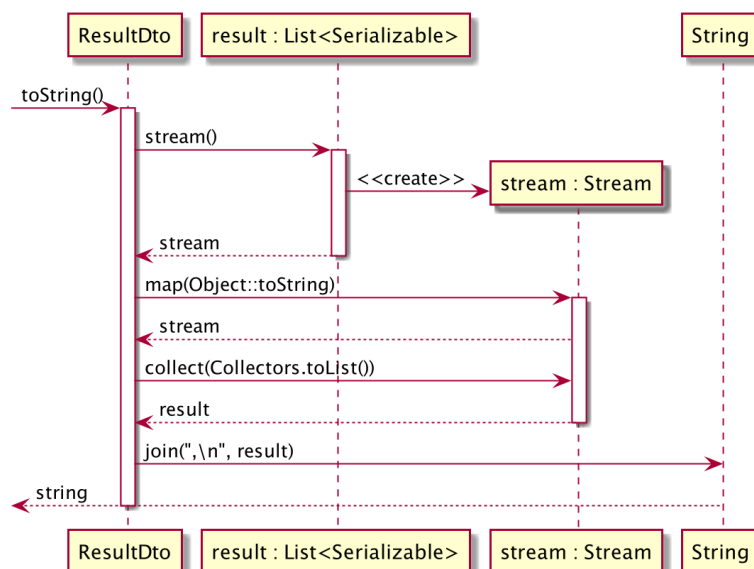 ResultDto
result : List<Serializable>
String
toString()
stream()
<<create>>
stream : Stream
stream
map(Object::toString)
stream
collect(Collectors.toList())
result
join(",\n", result)
string
ResultDto
result : List<Serializable>
stream : Stream
String